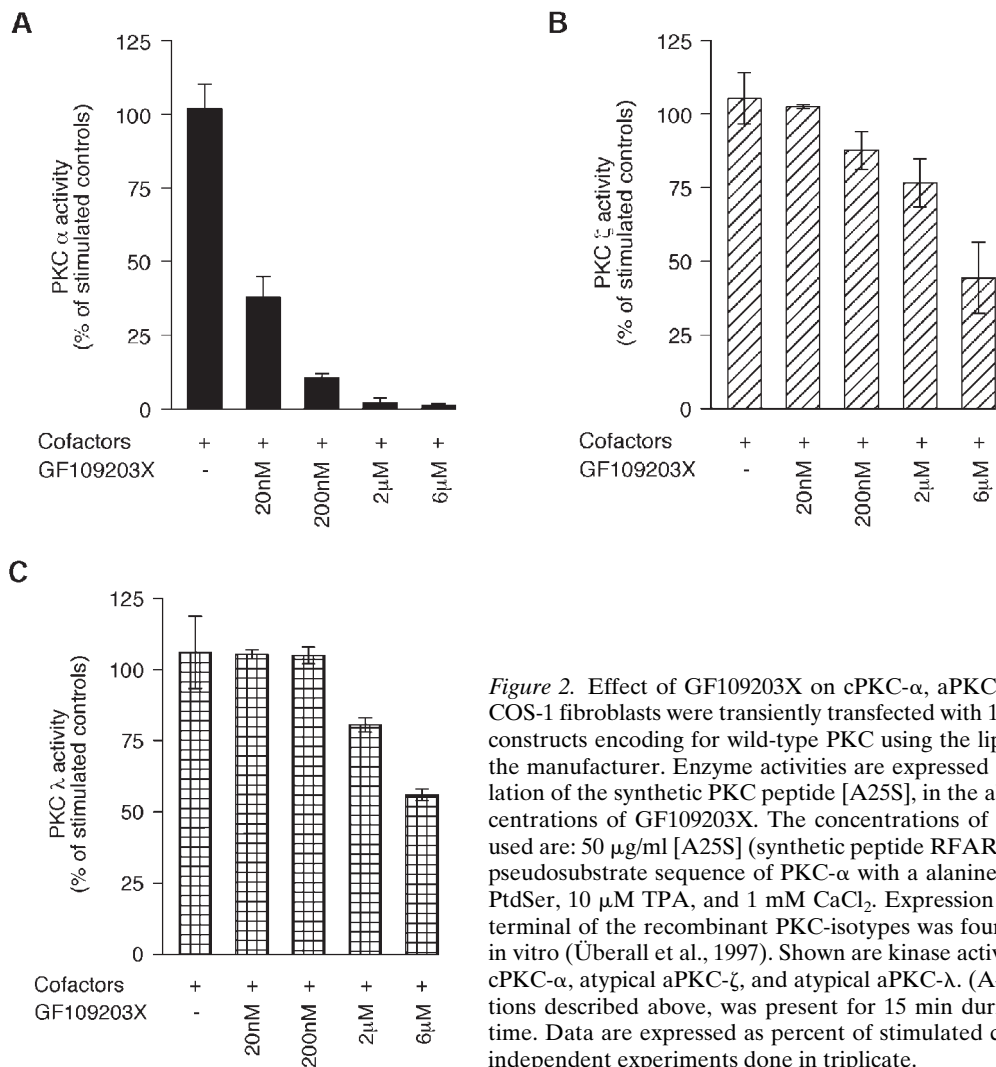 A
125
100
75
50
25
0
PKC α activity
(% of stimulated controls)
Cofactors + + + + +
GF109203X - 20nM 200nM 2μM 6μM
B
125
100
75
50
25
0
PKC ζ activity
(% of stimulated controls)
Cofactors + + + + +
GF109203X - 20nM 200nM 2μM 6μM
C
125
100
75
50
25
0
PKC λ activity
(% of stimulated controls)
Cofactors + + + + +
GF109203X - 20nM 200nM 2μM 6μM
Figure 2. Effect of GF109203X on cPKC-α, aPKC
COS-1 fibroblasts were transiently transfected with 1
constructs encoding for wild-type PKC using the lip
the manufacturer. Enzyme activities are expressed
lation of the synthetic PKC peptide [A25S], in the a
centrations of GF109203X. The concentrations of
used are: 50 μg/ml [A25S] (synthetic peptide RFAR
pseudosubstrate sequence of PKC-α with a alanine
PtdSer, 10 μM TPA, and 1 mM CaCl₂. Expression
terminal of the recombinant PKC-isotypes was foun
in vitro (Überall et al., 1997). Shown are kinase activ
cPKC-α, atypical aPKC-ζ, and atypical aPKC-λ. (A
tions described above, was present for 15 min duri
time. Data are expressed as percent of stimulated c
independent experiments done in triplicate.